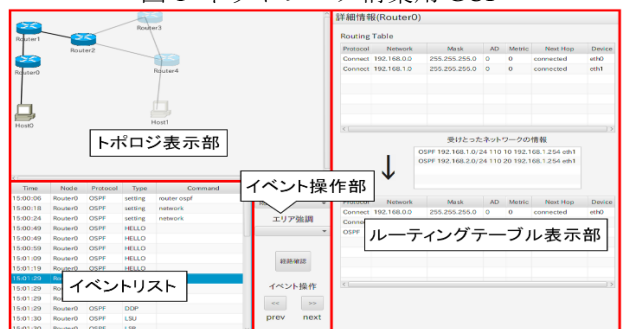 詳細情報(Router0)
Router1
Router2
Router3
Router0
Router4
Host0
Host1
トポロジ表示部
Routing Table
Protocol Network Mask AD Metric Next Hop Device
Connect 192.168.0.0 255.255.255.0 0 0 connected eth0
Connect 192.168.1.0 255.255.255.0 0 0 connected eth1
受けとったネットワークの情報
OSPF 192.168.1.0/24 110 10 192.168.1.254 eth1
OSPF 192.168.2.0/24 110 20 192.168.1.254 eth1
↓
Network Mask AD Metric Next Hop Device
Connect 192.168.0.0 255.255.255.0 0 0 connected eth0
OSPF
ルーティングテーブル表示部
Time Node Protocol Type Command
15:00:06 Router0 OSPF setting router ospf
15:00:18 Router0 OSPF setting network
15:00:24 Router0 OSPF setting network
15:00:49 Router0 OSPF HELLO
15:00:49 Router0 OSPF HELLO
15:00:59 Router0 OSPF HELLO
15:01:09 Router0 OSPF HELLO
15:01:19 Router0 OSPF HELLO
15:01:29
15:01:29
15:01:29
15:01:29 Router0 OSPF DDP
15:01:30 Router0 OSPF LSU
15:01:30 Router0 OSPF
イベントリスト
イベント操作部
エリア強調
経路確認
イベント操作
<< >>
prev next